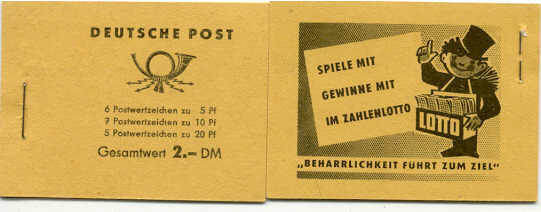 DEUTSCHE POST
6 Postwertzeichen zu 5 Pf
7 Postwertzeichen zu 10 Pf
5 Postwertzeichen zu 20 Pf
Gesamtwert 2.– DM
SPIELE MIT
GEWINNE MIT
IM ZAHLENLOTTO
LOTTO
„BEHARRLICHKEIT FÜHRT ZUM ZIEL"